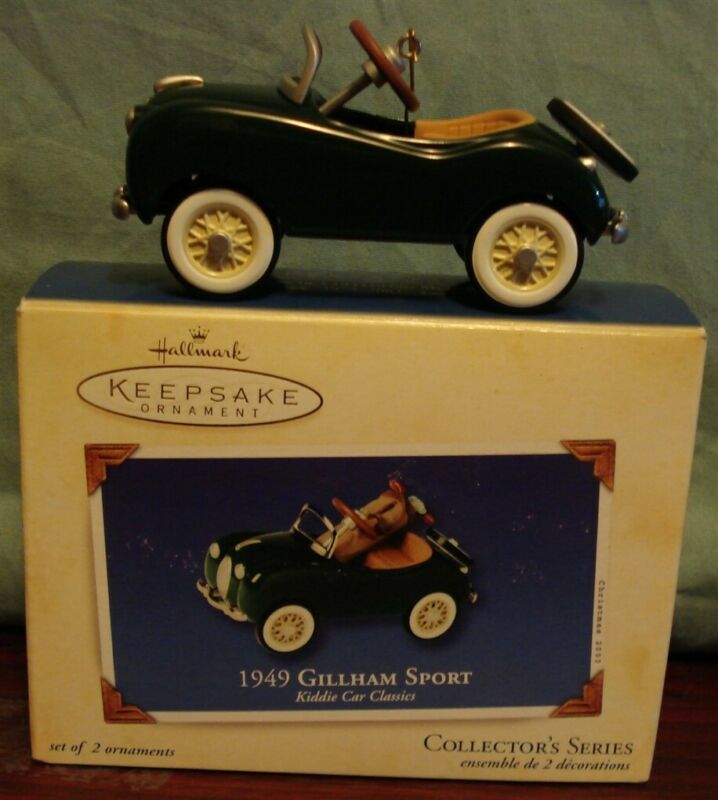 Hallmark
KEEPSAKE
ORNAMENT
1949 GILLHAM SPORT
Kiddie Car Classics
Christmas
set of 2 ornaments
COLLECTOR'S SERIES
ensemble de 2 décorations